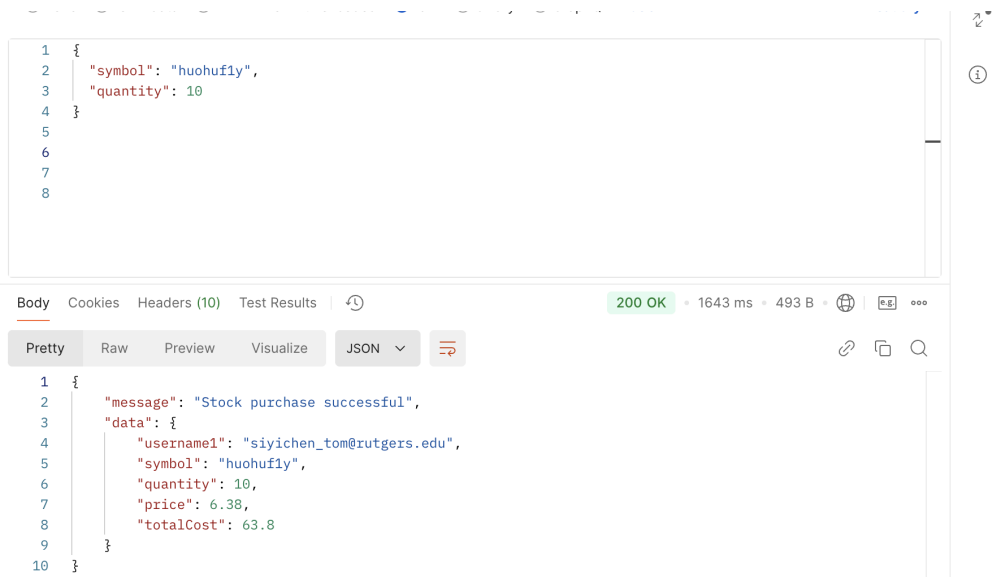 1 {
2 "symbol": "huohuf1y",
3 "quantity": 10
4 }
5
6
7
8
Body Cookies Headers (10) Test Results 200 OK • 1643 ms • 493 B • e.g.
Pretty Raw Preview Visualize JSON
1 {
2 "message": "Stock purchase successful",
3 "data": {
4 "username1": "siyichen_tom@rutgers.edu",
5 "symbol": "huohuf1y",
6 "quantity": 10,
7 "price": 6.38,
8 "totalCost": 63.8
9 }
10 }